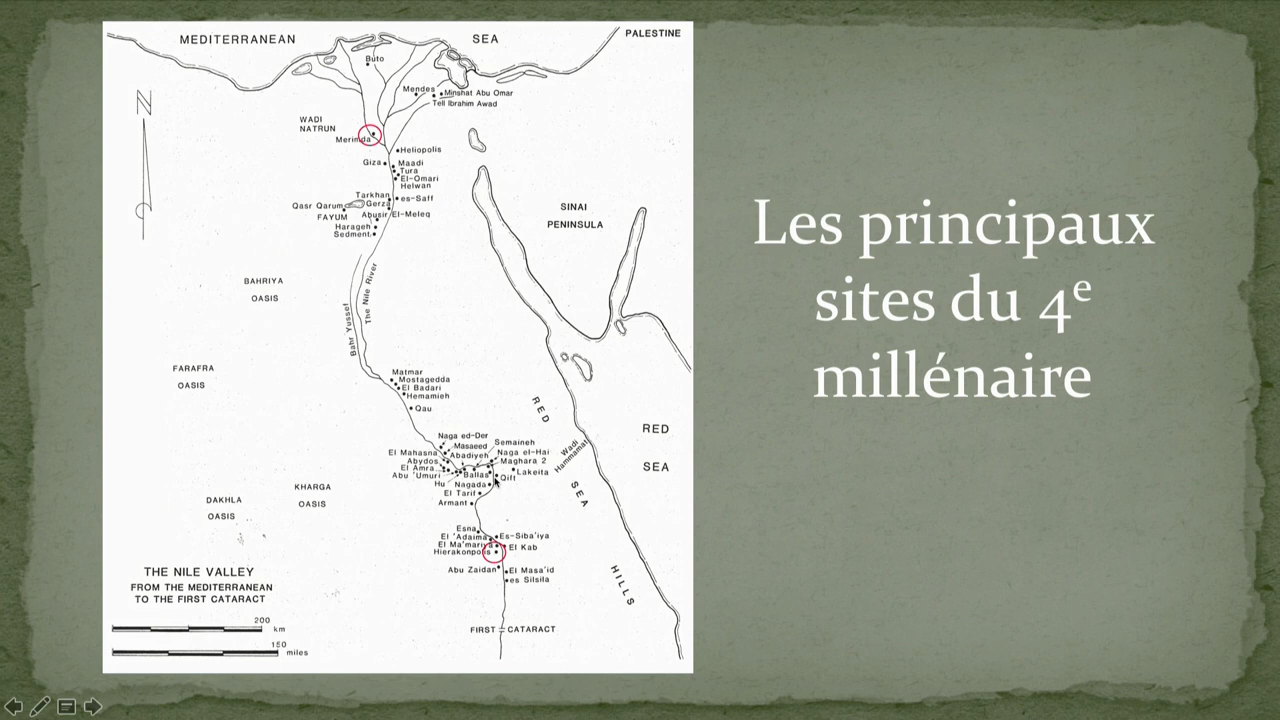 MEDITERRANEAN SEA
PALESTINE
Buto
Mendes
Minshat Abu Omar
Tell Ibrahim Awad
N
WADI
NATRUN
Merimda
Heliopolis
Giza
Maadi
Tura
El-Omari
Helwan
Tarkhan
es-Saff
Gerza
Qasr Qarum
FAYUM
Abusir El-Meleq
Harageh
Sedment
SINAI
PENINSULA
BAHRIYA
OASIS
The Nile River
Bahr Yussef
FARAFRA
OASIS
Matmar
Mostagedda
El Badari
Hemamieh
Qau
RED SEA HILLS
RED
SEA
Wadi
Hammamat
Naga ed-Der
Masaeed
Semaineh
El Mahasna
Abadiyeh
Naga el-Hai
Abydos
Maghara 2
El Amra
Lakeita
Abu 'Umuri
Ballas
Qift
Hu
Nagada
El Tarif
Armant
KHARGA
OASIS
DAKHLA
OASIS
Esna
El 'Adaima
Es-Siba'iya
El Ma'mariya
El Kab
Hierakonpolis
Abu Zaidan
El Masa'id
es Silsila
FIRST CATARACT
THE NILE VALLEY
FROM THE MEDITERRANEAN
TO THE FIRST CATARACT
200
km
150
miles
Les principaux
sites du 4e
millénaire